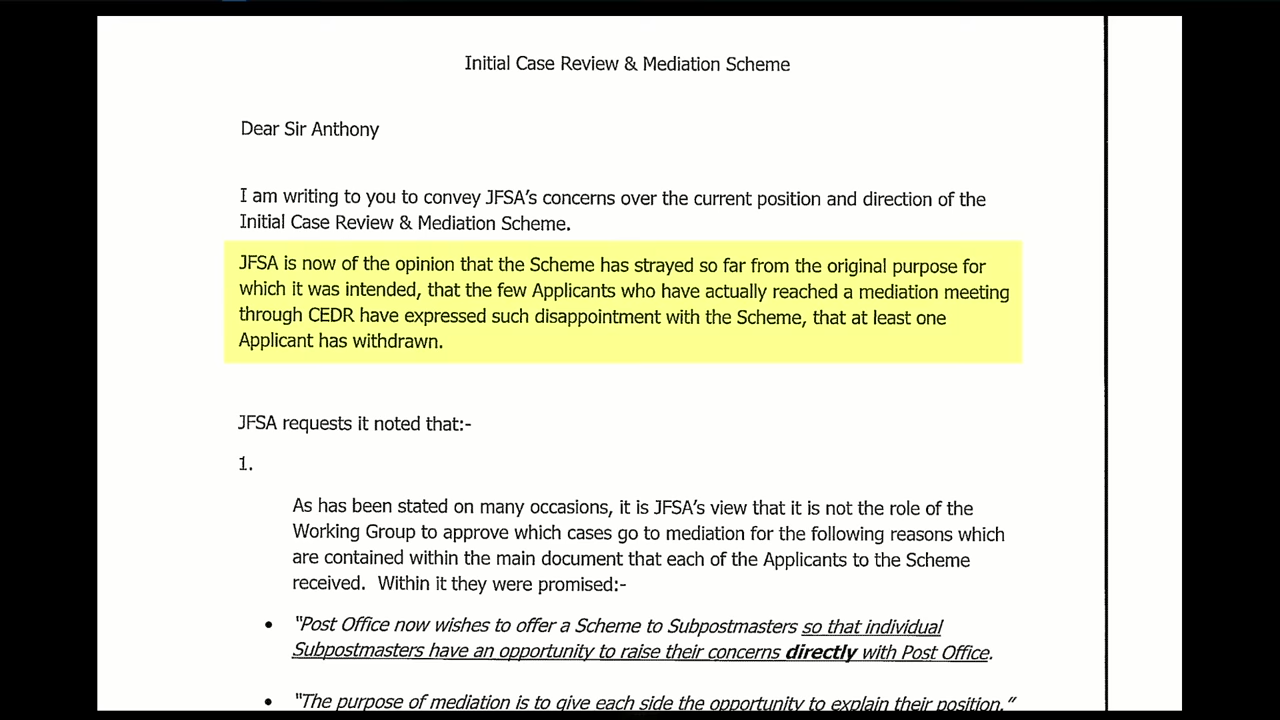 Initial Case Review & Mediation Scheme
Dear Sir Anthony
I am writing to you to convey JFSA's concerns over the current position and direction of the
Initial Case Review & Mediation Scheme.
JFSA is now of the opinion that the Scheme has strayed so far from the original purpose for
which it was intended, that the few Applicants who have actually reached a mediation meeting
through CEDR have expressed such disappointment with the Scheme, that at least one
Applicant has withdrawn.
JFSA requests it noted that:-
1.
As has been stated on many occasions, it is JFSA's view that it is not the role of the
Working Group to approve which cases go to mediation for the following reasons which
are contained within the main document that each of the Applicants to the Scheme
received.  Within it they were promised:-
• "Post Office now wishes to offer a Scheme to Subpostmasters so that individual
Subpostmasters have an opportunity to raise their concerns directly with Post Office.
• "The purpose of mediation is to give each side the opportunity to explain their position."